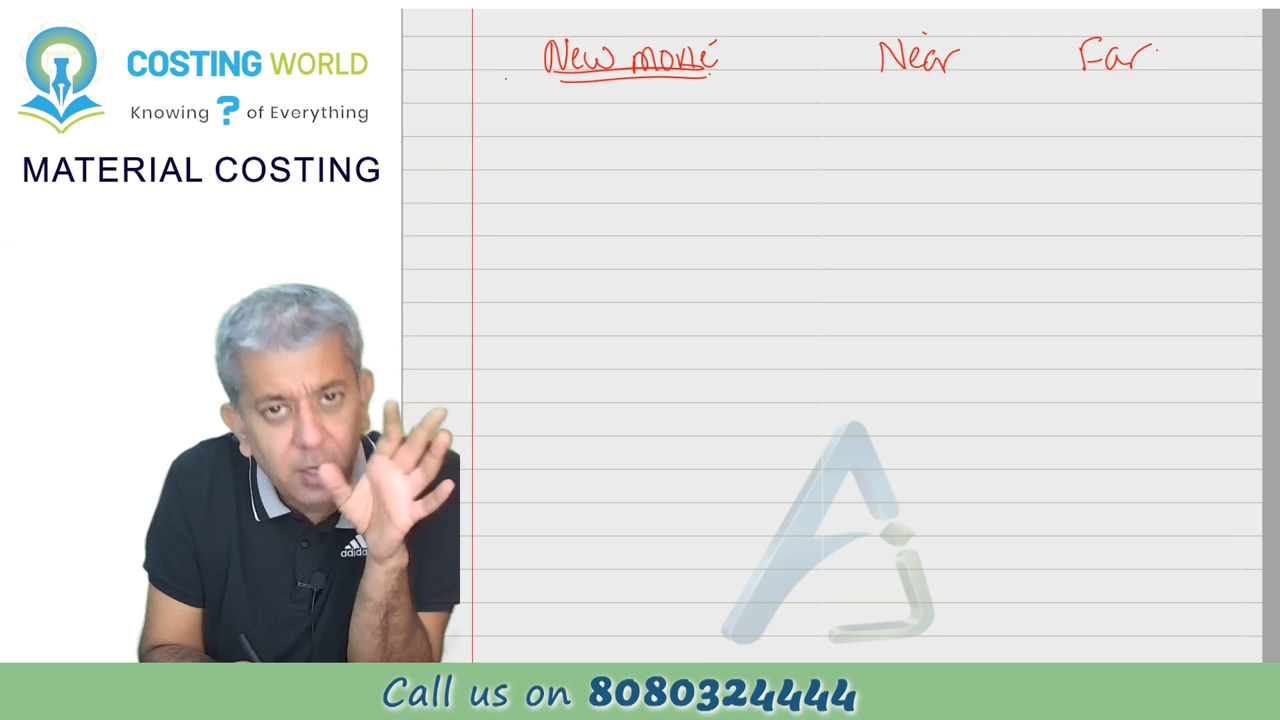 COSTING WORLD
Knowing ? of Everything
MATERIAL COSTING
New movie Near Far
adidas
Call us on 8080324444